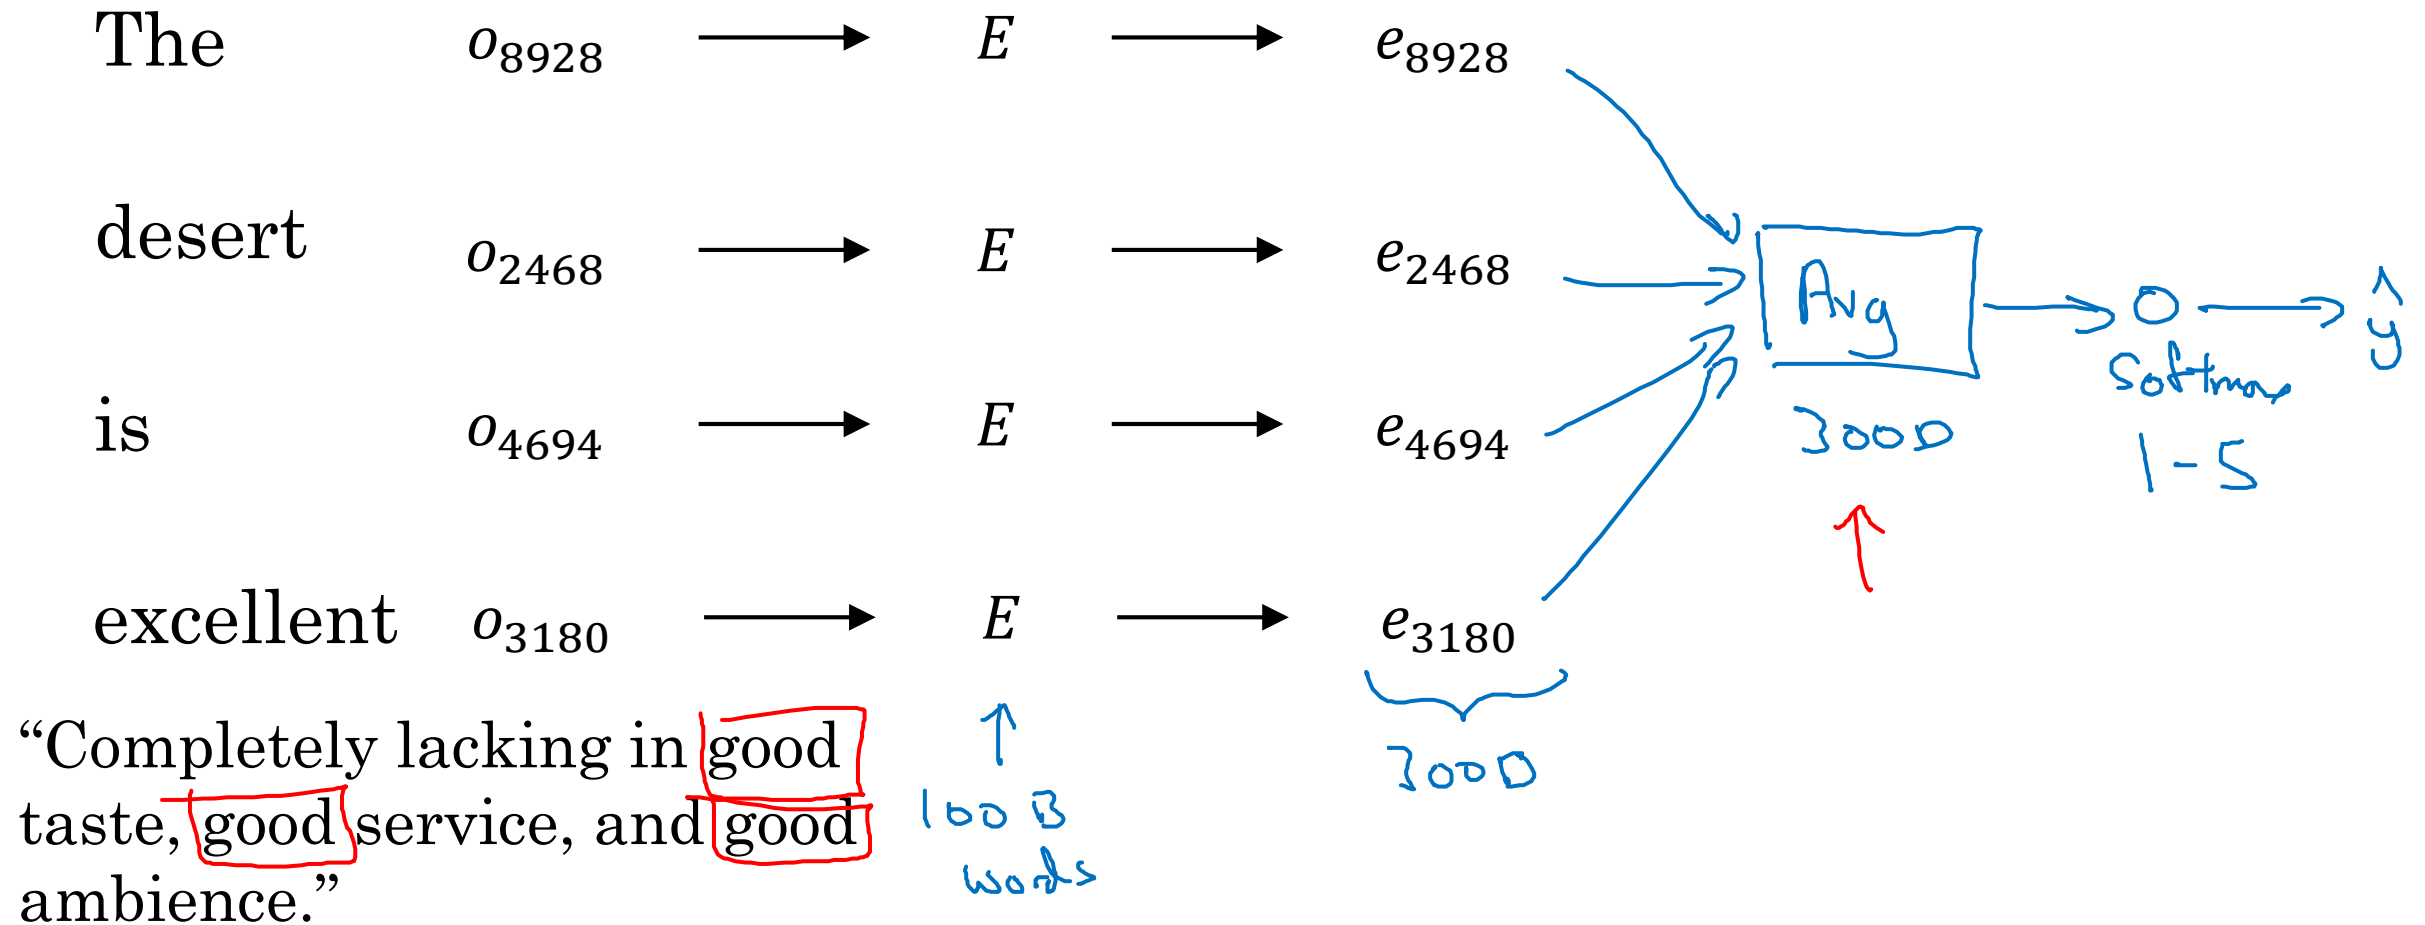 The o8928 → E → e8928
desert o2468 → E → e2468
Avg → O → ŷ
Softmax
is o4694 → E → e4694
300D
1-5
excellent o3180 → E → e3180
300D
“Completely lacking in good
taste, good service, and good
ambience.”
100 B
words